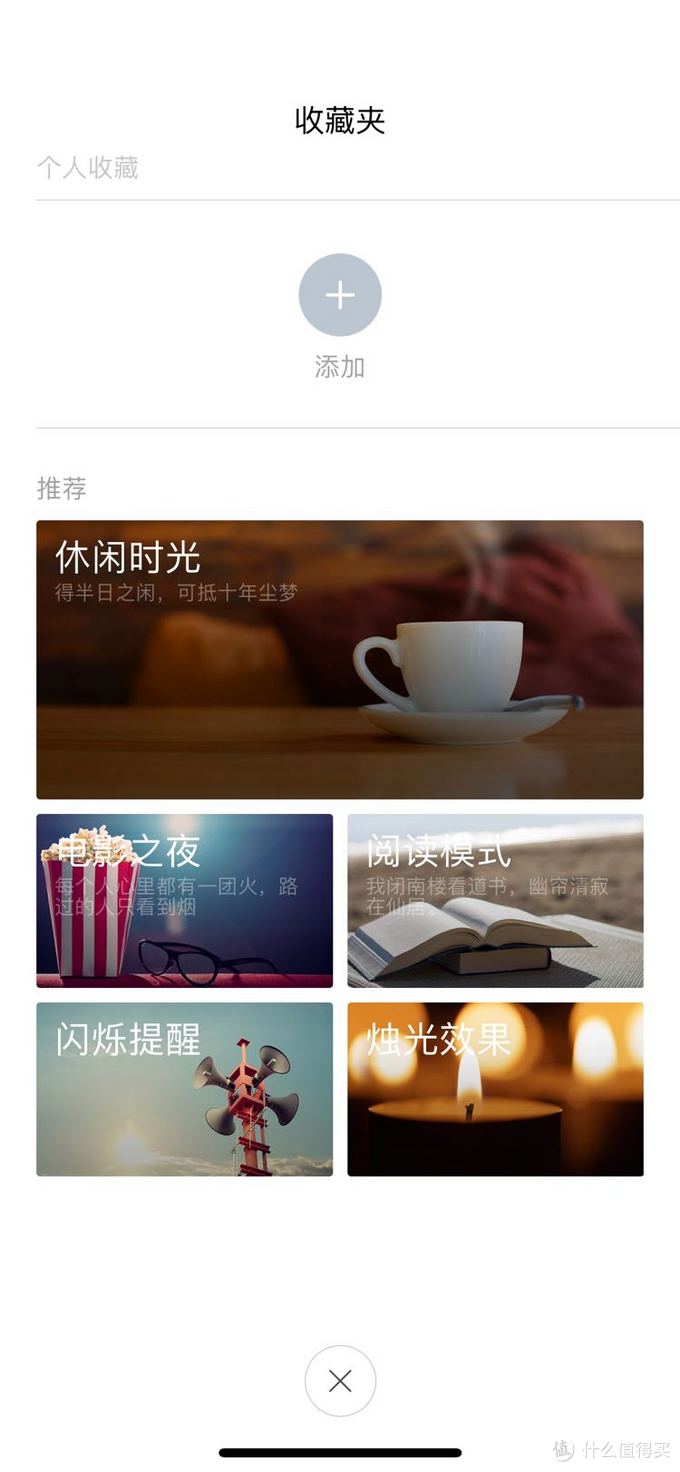 收藏夹
个人收藏
添加
推荐
休闲时光
得半日之闲，可抵十年尘梦
电影之夜
每个人心里都有一团火，路
过的人只看到烟
阅读模式
我闭南楼看道书，幽帘清寂
在仙居。
闪烁提醒
烛光效果
值 什么值得买